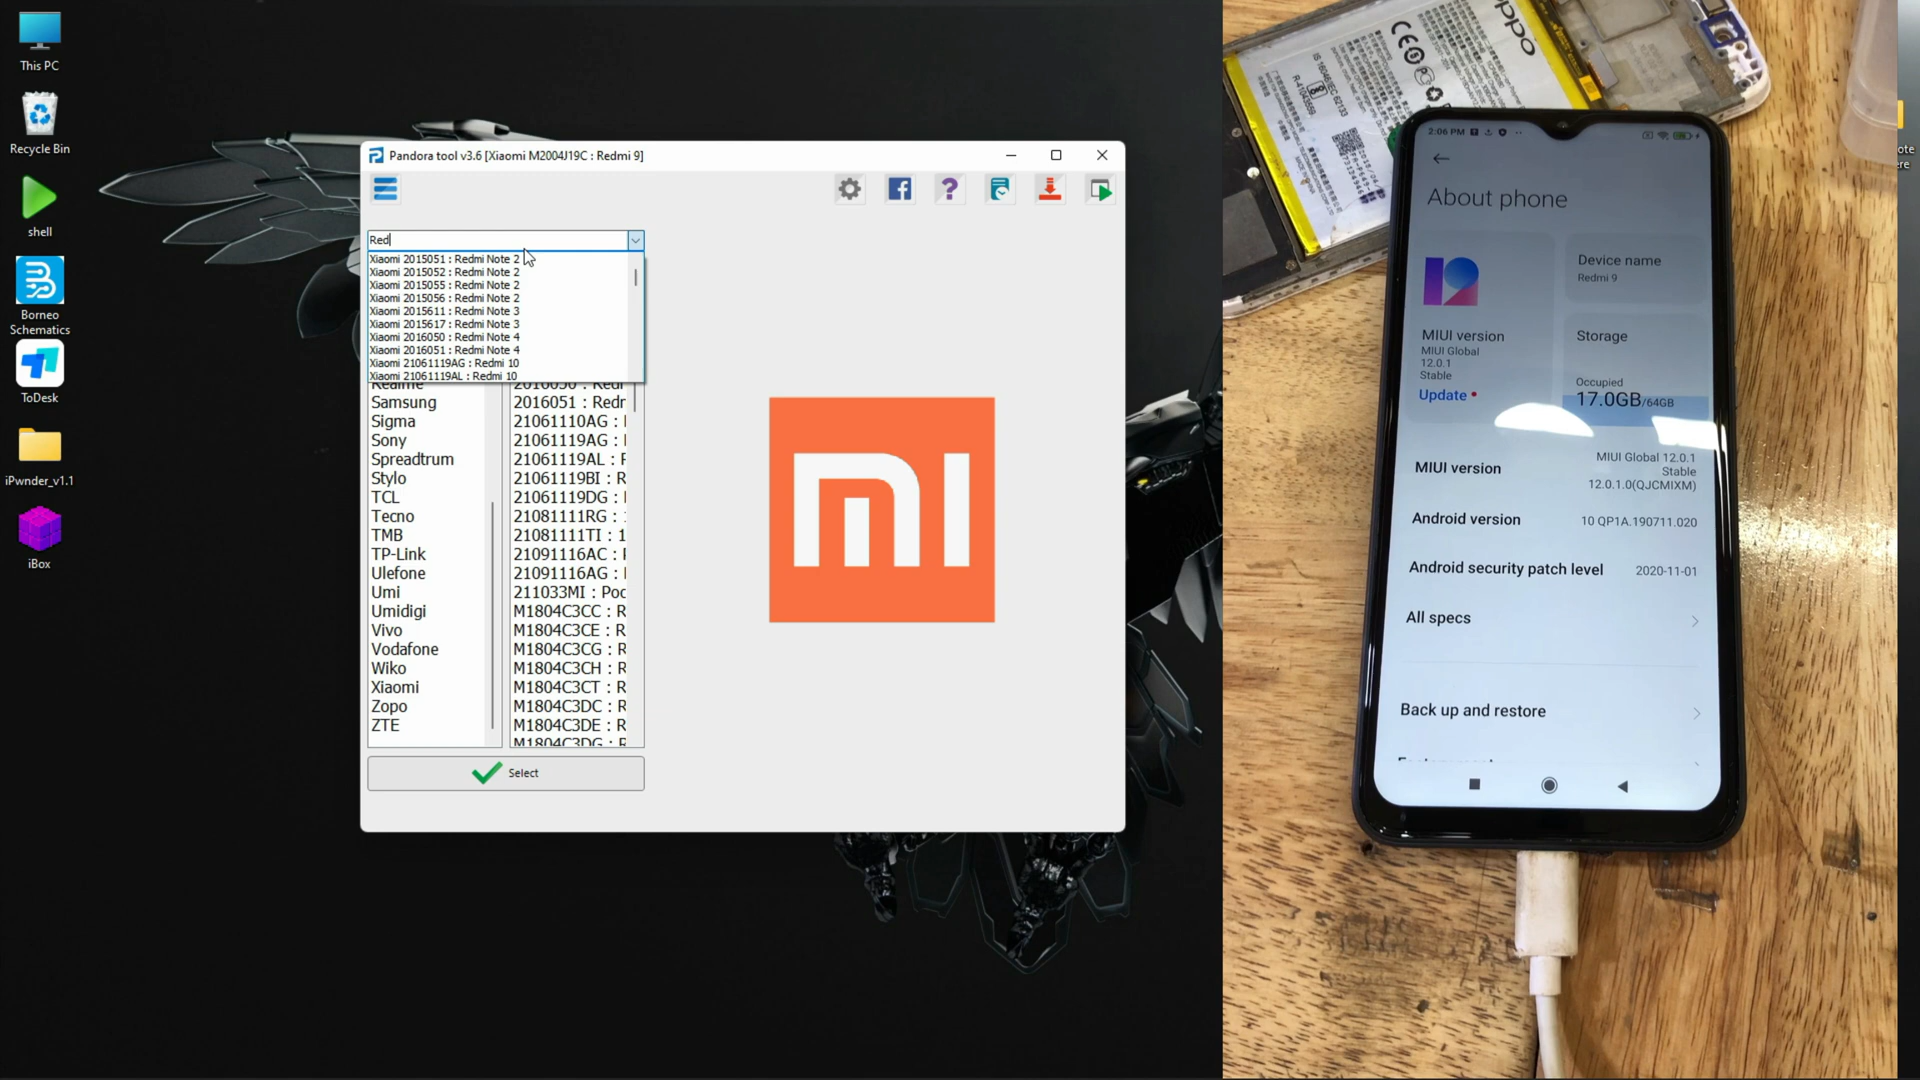 This PC
Recycle Bin
shell
Borneo
Schematics
ToDesk
iPwnder_v1.1
iBox
Pandora tool v3.6 [Xiaomi M2004J19C : Redmi 9]
Red
Xiaomi 2015051 : Redmi Note 2
Xiaomi 2015052 : Redmi Note 2
Xiaomi 2015055 : Redmi Note 2
Xiaomi 2015056 : Redmi Note 2
Xiaomi 2015611 : Redmi Note 3
Xiaomi 2015617 : Redmi Note 3
Xiaomi 2016050 : Redmi Note 4
Xiaomi 2016051 : Redmi Note 4
Xiaomi 21061119AG : Redmi 10
Xiaomi 21061119AL : Redmi 10
Realme
Samsung
Sigma
Sony
Spreadtrum
Stylo
TCL
Tecno
TMB
TP-Link
Ulefone
Umi
Umidigi
Vivo
Vodafone
Wiko
Xiaomi
Zopo
ZTE
2016050 : Redr
2016051 : Redr
21061110AG : 
21061119AG : 
21061119AL : F
21061119BI : R
21061119DG : 
21081111RG : 
21081111TI : 1
21091116AC : 
21091116AG : 
211033MI : Poc
M1804C3CC : R
M1804C3CE : R
M1804C3CG : R
M1804C3CH : R
M1804C3CT : R
M1804C3DC : R
M1804C3DE : R
M1804C3DG : R
Select
mi
oppo
2:06 PM
About phone
Device name
Redmi 9
MIUI version
MIUI Global
12.0.1
Stable
Update
Storage
Occupied
17.0GB/64GB
MIUI version
MIUI Global 12.0.1
Stable
12.0.1.0(QJCMIXM)
Android version
10 QP1A.190711.020
Android security patch level
2020-11-01
All specs
Back up and restore